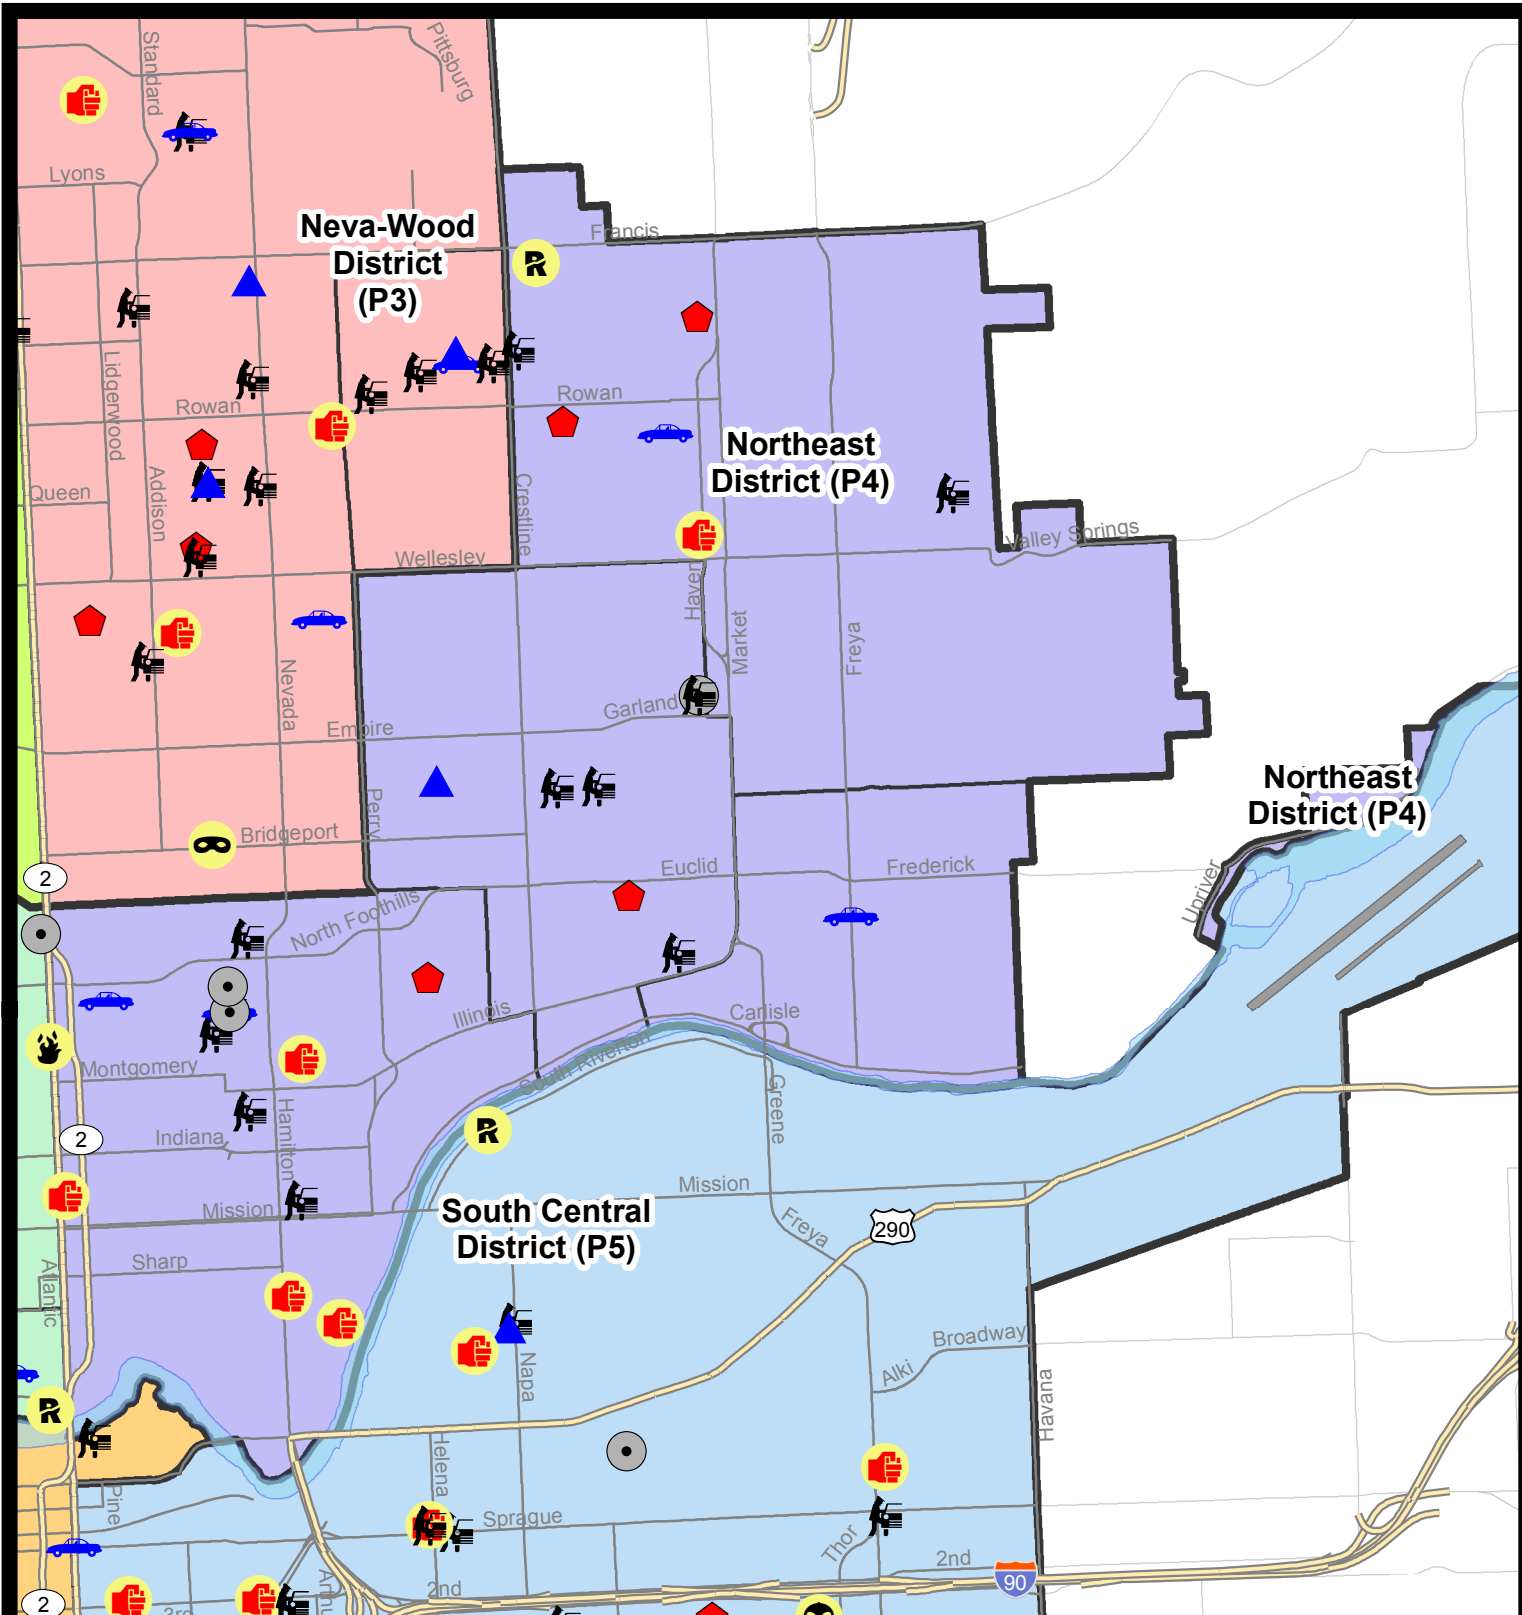 Standard
Pittsburg
Lyons
Neva-Wood
District
(P3)
Francis
R
Lidgerwood
Rowan
Rowan
Northeast
District (P4)
Queen
Addison
Crestline
Valley Springs
Wellesley
Haven
Market
Freya
Nevada
Garland
Empire
Northeast
District (P4)
Perry
Bridgeport
Euclid
Frederick
2
Upriver
North Foothills
Illinois
Carlisle
South Riverton
Montgomery
Greene
Hamilton
2
Indiana
R
Mission
Mission
South Central
District (P5)
Freya
290
Sharp
Atlantic
Broadway
Napa
Alki
Havana
R
Helena
Pine
Sprague
Thor
2nd
90
2nd
2
3rd